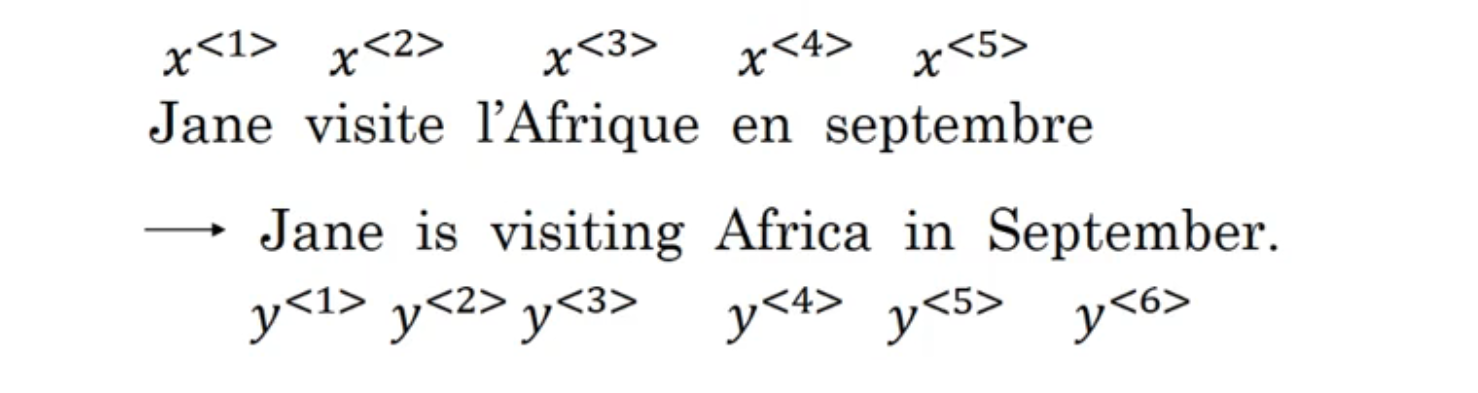 x<1> x<2> x<3> x<4> x<5>
Jane visite l’Afrique en septembre
→ Jane is visiting Africa in September.
y<1> y<2> y<3> y<4> y<5> y<6>